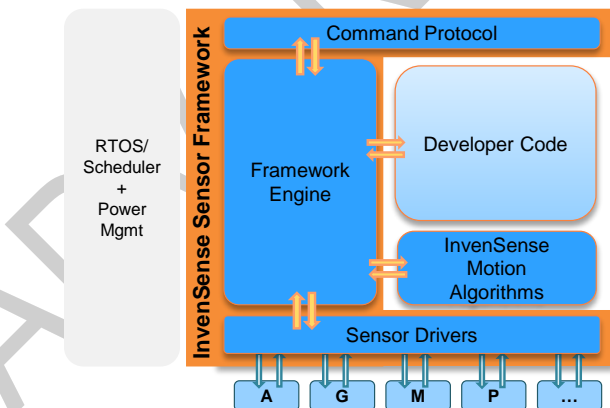 Command Protocol
InvenSense Sensor Framework
RTOS/
Scheduler
+
Power
Mgmt
Framework
Engine
Developer Code
InvenSense
Motion
Algorithms
Sensor Drivers
A
G
M
P
...